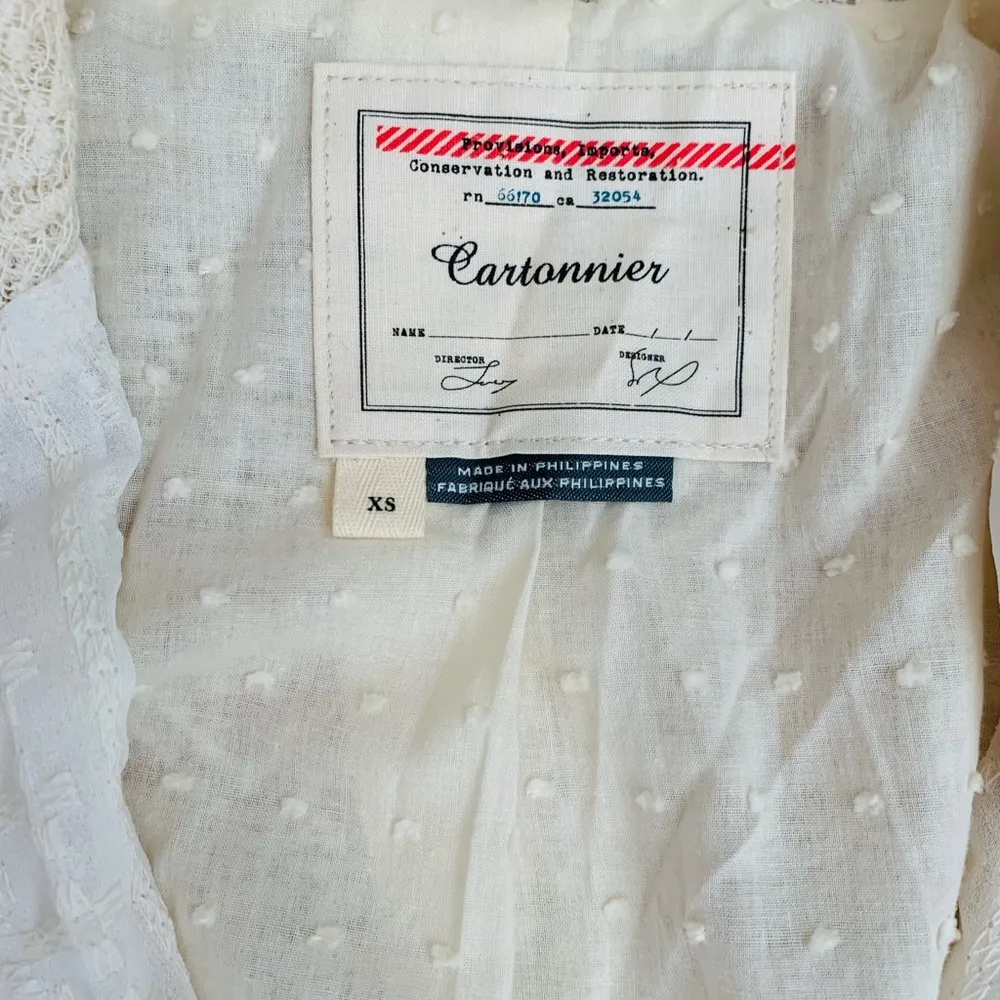 Provisions, Imports,
Conservation and Restoration.
rn 66170 ca 32054
Cartonnier
NAME DATE / /
DIRECTOR DESIGNER
XS
MADE IN PHILIPPINES
FABRIQUÉ AUX PHILIPPINES